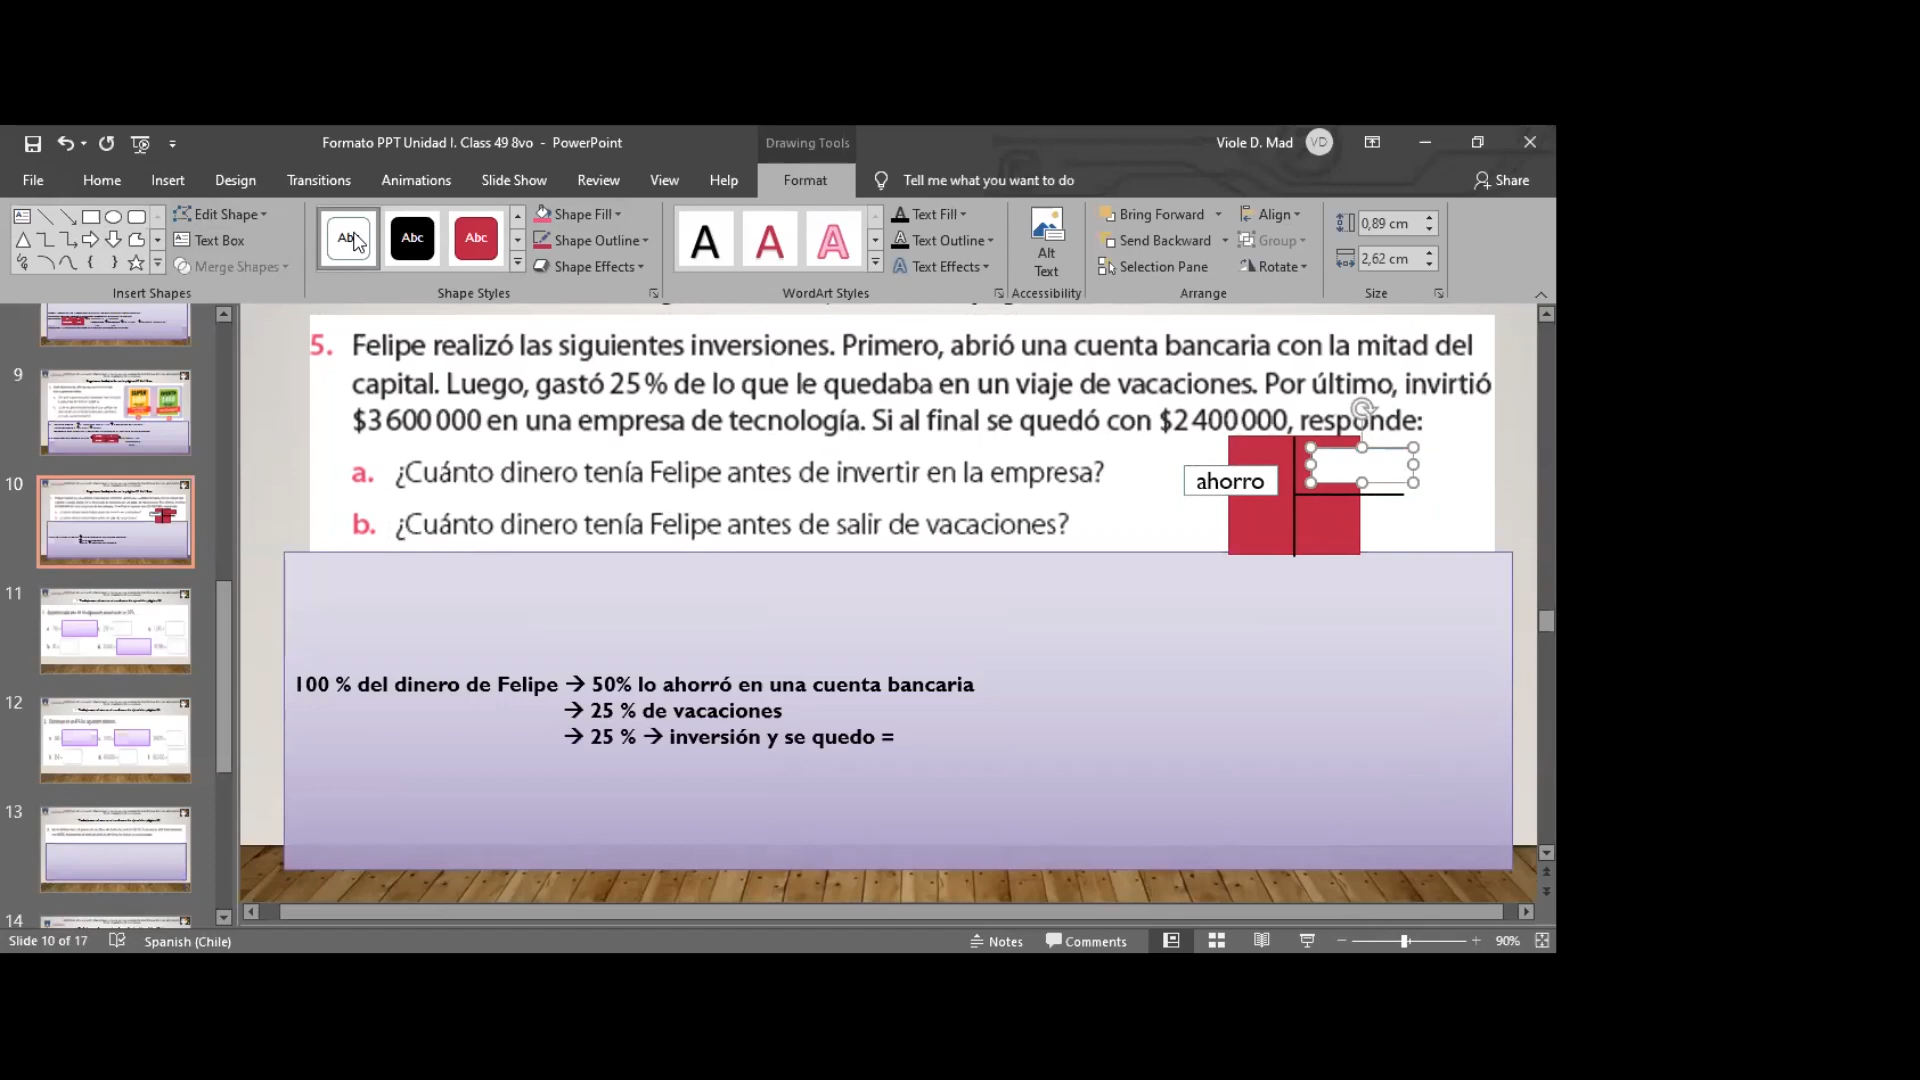 Formato PPT Unidad I. Class 49 8vo - PowerPoint
Drawing Tools
Viole D. Mad
VD
File
Home
Insert
Design
Transitions
Animations
Slide Show
Review
View
Help
Format
Tell me what you want to do
Share
Edit Shape
Text Box
Merge Shapes
Insert Shapes
Abc
Abc
Shape Fill
Shape Outline
Shape Effects
Shape Styles
A
A
A
WordArt Styles
Text Fill
Text Outline
Text Effects
Alt
Text
Accessibility
Bring Forward
Send Backward
Selection Pane
Align
Group
Rotate
Arrange
0,89 cm
2,62 cm
Size
9
10
11
12
13
14
5. Felipe realizó las siguientes inversiones. Primero, abrió una cuenta bancaria con la mitad del
capital. Luego, gastó 25% de lo que le quedaba en un viaje de vacaciones. Por último, invirtió
$3 600 000 en una empresa de tecnología. Si al final se quedó con $2 400 000, responde:
a. ¿Cuánto dinero tenía Felipe antes de invertir en la empresa?
ahorro
b. ¿Cuánto dinero tenía Felipe antes de salir de vacaciones?
100 % del dinero de Felipe → 50% lo ahorró en una cuenta bancaria
→ 25 % de vacaciones
→ 25 % → inversión y se quedo =
Slide 10 of 17
Spanish (Chile)
Notes
Comments
90%